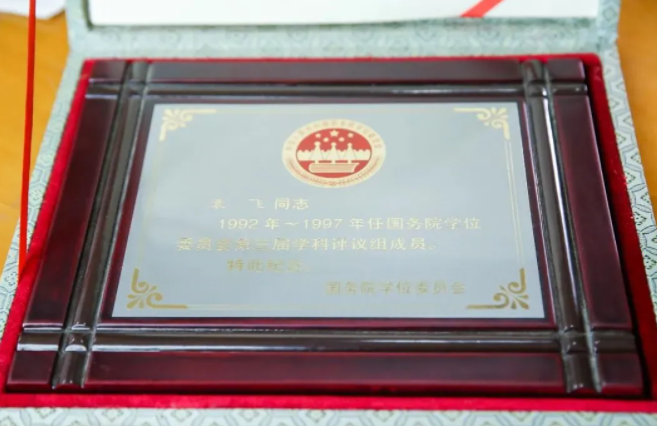 飞 同志
1992 年～1997 年任国务院学位
委员会第三届学科评议组成员。
特此纪念。
国务院学位委员会